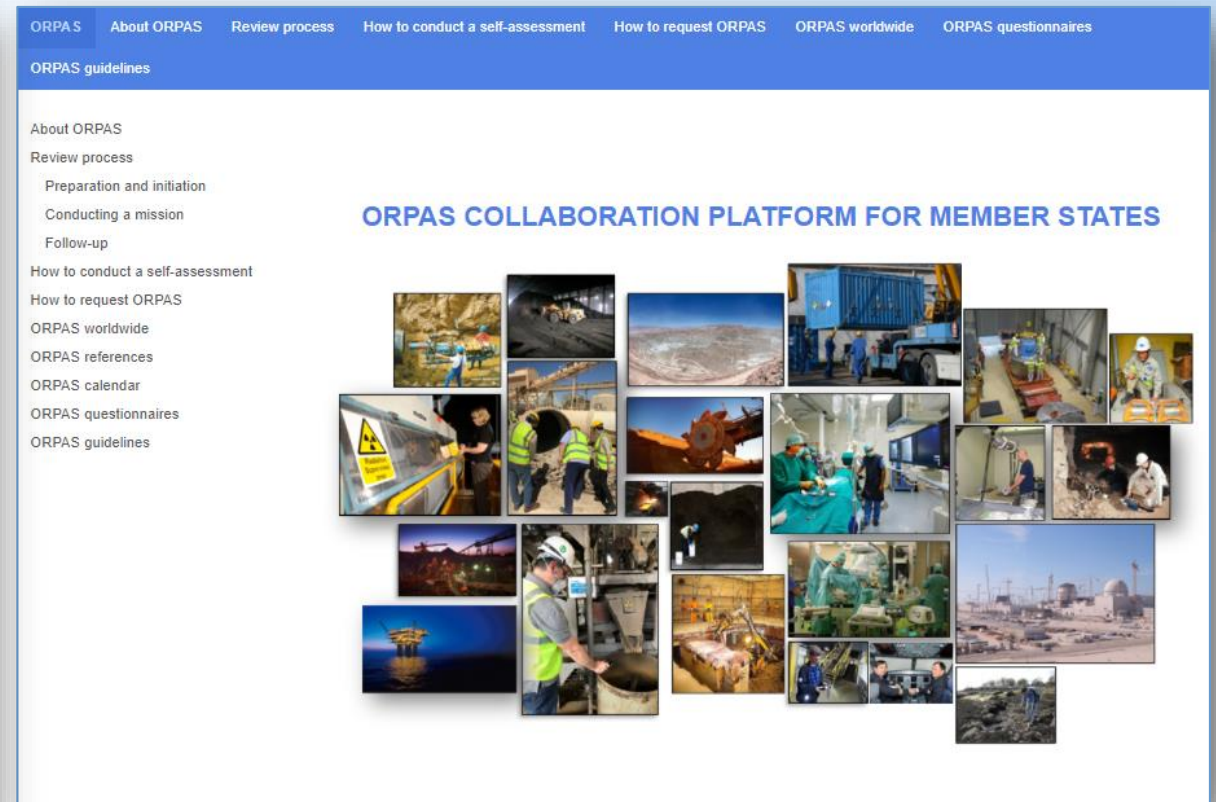 ORPAS About ORPAS Review process How to conduct a self-assessment How to request ORPAS ORPAS worldwide ORPAS questionnaires
ORPAS guidelines
About ORPAS
Review process
Preparation and initiation
Conducting a mission
Follow-up
How to conduct a self-assessment
How to request ORPAS
ORPAS worldwide
ORPAS references
ORPAS calendar
ORPAS questionnaires
ORPAS guidelines
ORPAS COLLABORATION PLATFORM FOR MEMBER STATES